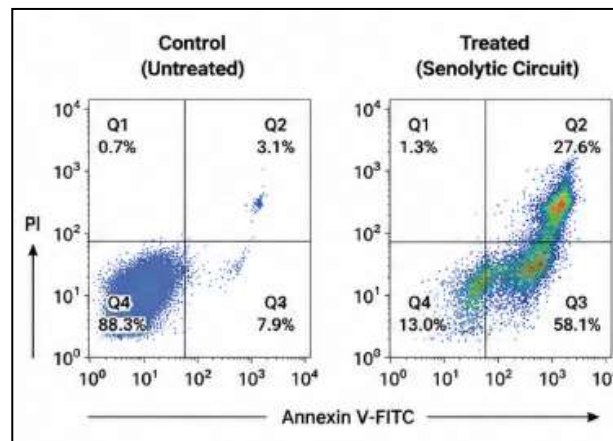 Control
(Untreated)
Treated
(Senolytic Circuit)
10⁴
Q1
0.7%
Q2
3.1%
10³
10²
10¹
Q4
88.3%
Q3
7.9%
10⁰
10⁰ 10¹ 10² 10³ 10⁴
10⁴
Q1
1.3%
Q2
27.6%
10³
10²
10¹
Q4
13.0%
Q3
58.1%
10⁰
10⁰ 10¹ 10² 10³ 10⁴
PI
Annexin V-FITC